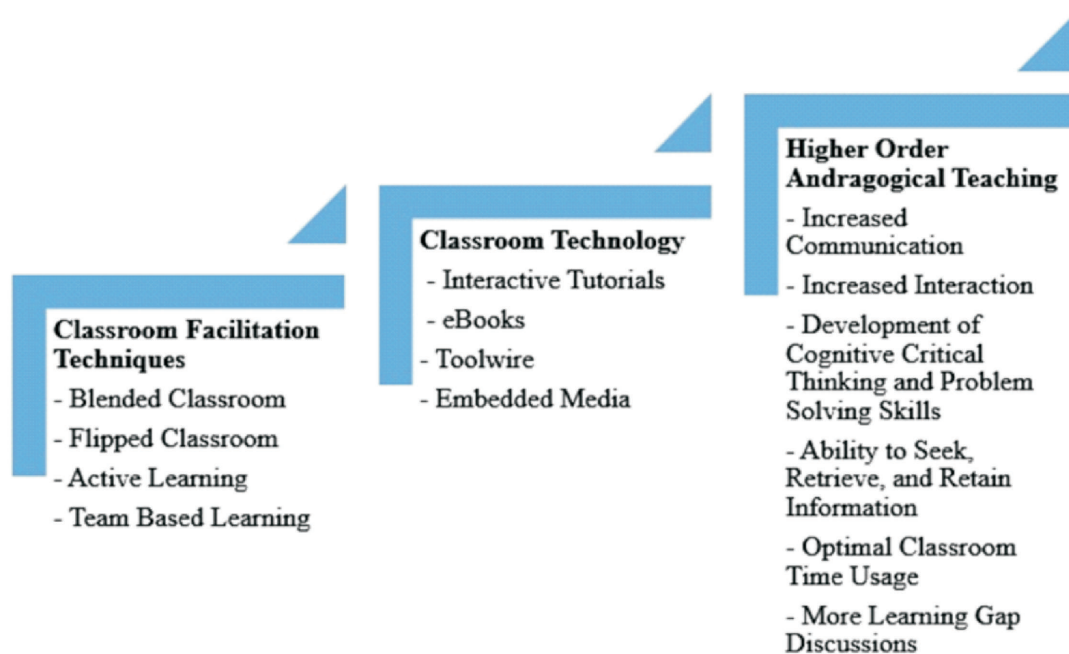 Classroom Facilitation
Techniques
- Blended Classroom
- Flipped Classroom
- Active Learning
- Team Based Learning
Classroom Technology
- Interactive Tutorials
- eBooks
- Toolwire
- Embedded Media
Higher Order
Andragogical Teaching
- Increased
Communication
- Increased Interaction
- Development of
Cognitive Critical
Thinking and Problem
Solving Skills
- Ability to Seek,
Retrieve, and Retain
Information
- Optimal Classroom
Time Usage
- More Learning Gap
Discussions